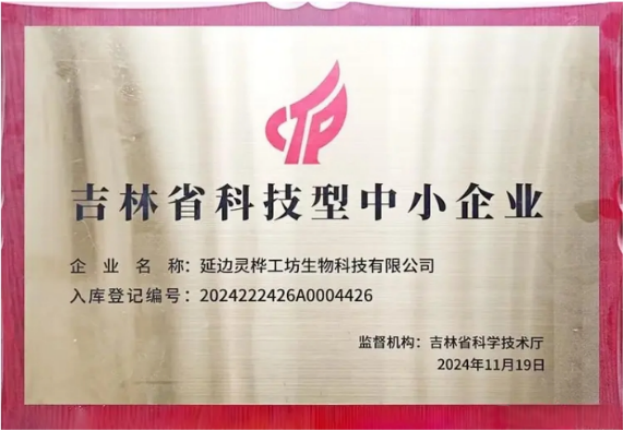 CTP
吉林省科技型中小企业
企业名称：延边灵桦工坊生物科技有限公司
入库登记编号：2024222426A0004426
监督机构：吉林省科学技术厅
2024年11月19日